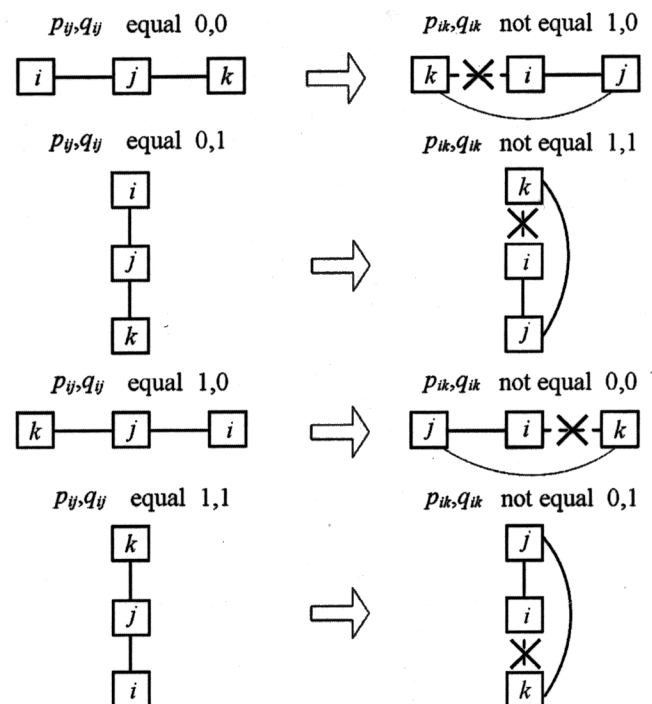 pij,qij equal 0,0 pik,qik not equal 1,0
i j k k i j
pij,qij equal 0,1 pik,qik not equal 1,1
i k
j i
k j
pij,qij equal 1,0 pik,qik not equal 0,0
k j i j i k
pij,qij equal 1,1 pik,qik not equal 0,1
k j
j i
i k